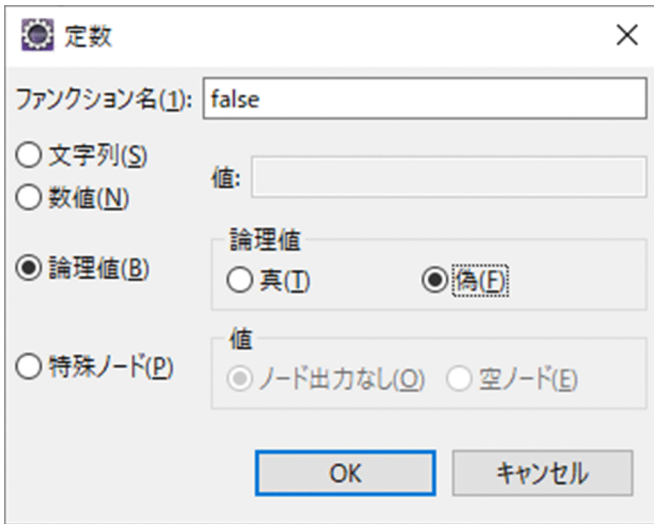 定数
ファンクション名(1): false
文字列(S)
値:
数値(N)
論理値
論理値(B)
真(T) 偽(F)
値
特殊ノード(P)
ノード出力なし(O) 空ノード(E)
OK キャンセル